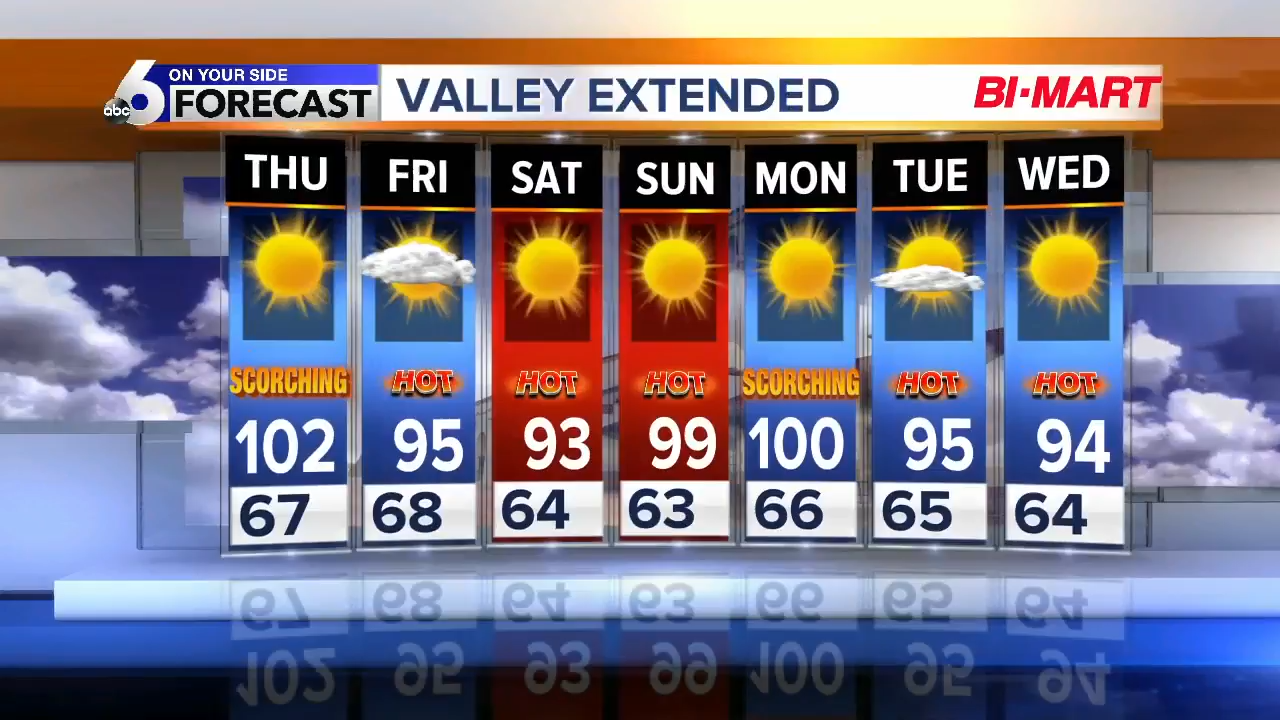 abc 6
ON YOUR SIDE
FORECAST
VALLEY EXTENDED
BI-MART
THU FRI SAT SUN MON TUE WED
SCORCHING HOT HOT HOT SCORCHING HOT HOT
102 95 93 99 100 95 94
67 68 64 63 66 65 64